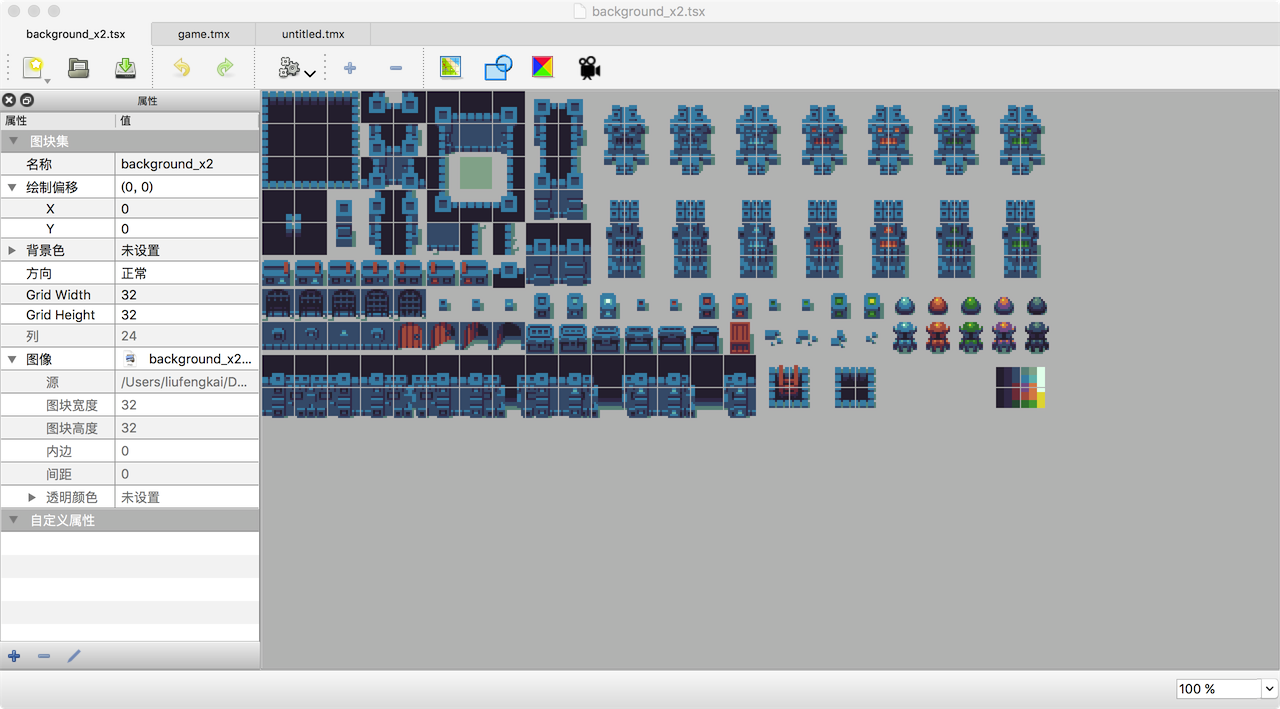 background_x2.tsx
background_x2.tsx
game.tmx
untitled.tmx
属性
属性 值
图块集
名称 background_x2
绘制偏移 (0, 0)
X 0
Y 0
背景色 未设置
方向 正常
Grid Width 32
Grid Height 32
列 24
图像 background_x2...
源 /Users/liufengkai/D...
图块宽度 32
图块高度 32
内边 0
间距 0
透明颜色 未设置
自定义属性
100 %